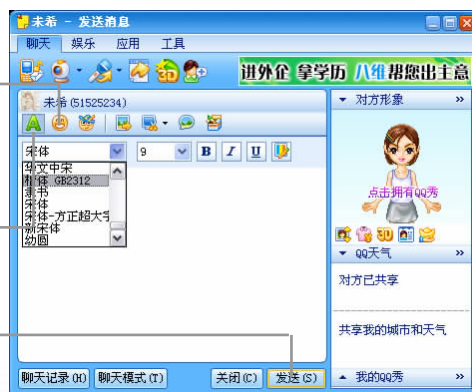 未希 - 发送消息
聊天 娱乐 应用 工具
进外企 拿学历 八维帮您出主意
未希 (51525234)
对方形象
宋体
9
B I U
华文中宋
楷体_GB2312
隶书
宋体
宋体-方正超大字
新宋体
幼圆
点击拥有QQ秀
3D
QQ天气
对方已共享
共享我的城市和天气
聊天记录(H) 聊天模式(T) 关闭(C) 发送(S)
我的QQ秀